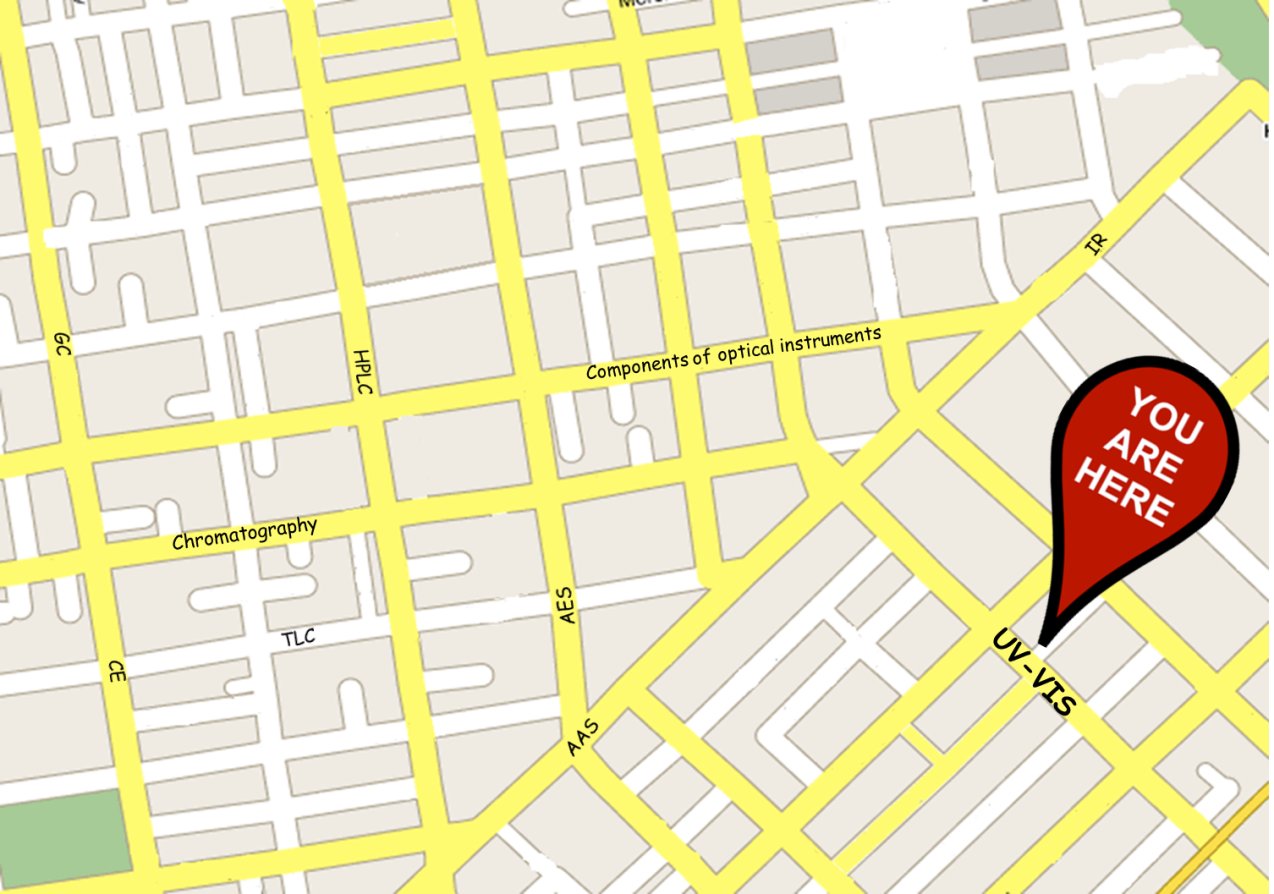 IR
GC
HPLC
Components of optical instruments
YOU
ARE
HERE
Chromatography
AES
TLC
CE
UV-VIS
AAS